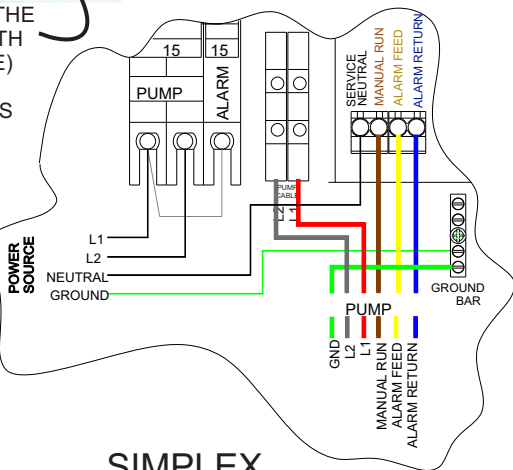 THE
TH
E)
S
15
15
PUMP
ALARM
SERVICE
NEUTRAL
MANUAL RUN
ALARM FEED
ALARM RETURN
PUMP
CABLE
L2
L1
POWER
SOURCE
L1
L2
NEUTRAL
GROUND
GROUND
BAR
PUMP
GND
L2
L1
MANUAL RUN
ALARM FEED
ALARM RETURN
SIMPLEX